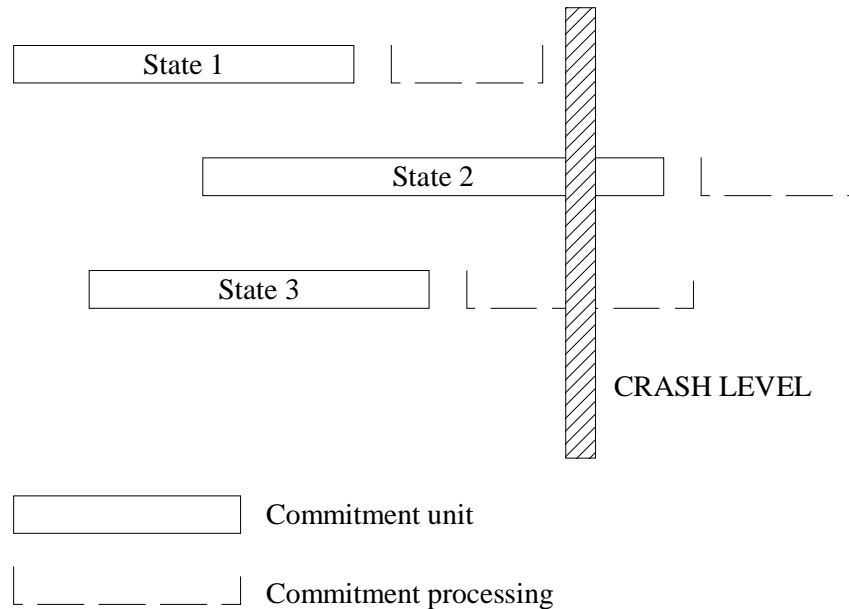 State 1
State 2
State 3
CRASH LEVEL
Commitment unit
Commitment processing